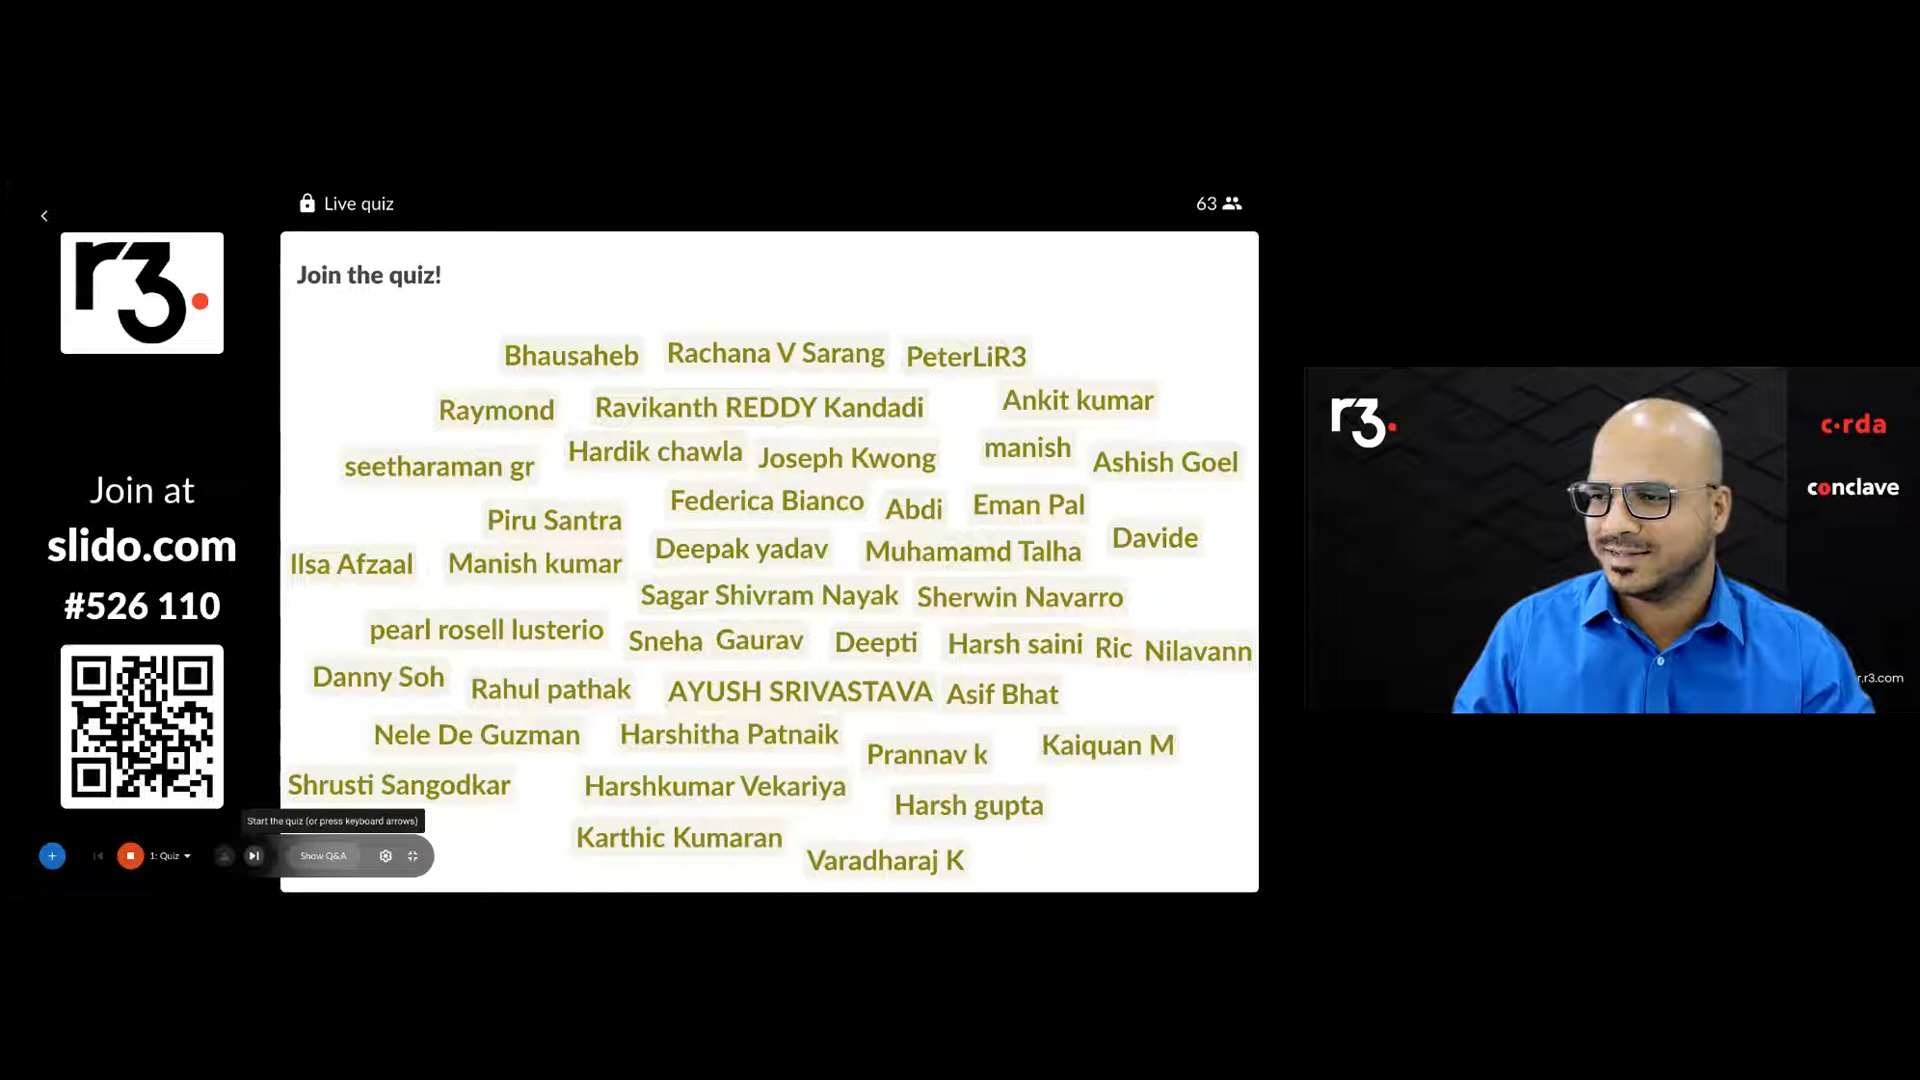 Live quiz
63
r3.
Join the quiz!
Bhausaheb
Rachana V Sarang
PeterLiR3
Raymond
Ravikanth REDDY Kandadi
Ankit kumar
seetharaman gr
Hardik chawla
Joseph Kwong
manish
Ashish Goel
Federica Bianco
Abdi
Eman Pal
Piru Santra
Davide
Ilsa Afzaal
Manish kumar
Deepak yadav
Muhamamd Talha
Sagar Shivram Nayak
Sherwin Navarro
pearl rosell lusterio
Sneha
Gaurav
Deepti
Harsh saini
Ric
Nilavann
Danny Soh
Rahul pathak
AYUSH SRIVASTAVA
Asif Bhat
Nele De Guzman
Harshitha Patnaik
Prannav k
Kaiquan M
Shrusti Sangodkar
Harshkumar Vekariya
Harsh gupta
Karthic Kumaran
Varadharaj K
Join at
slido.com
#526 110
Start the quiz (or press keyboard arrows)
1: Quiz
Show Q&A
r3.
c·rda
conclave
r.r3.com